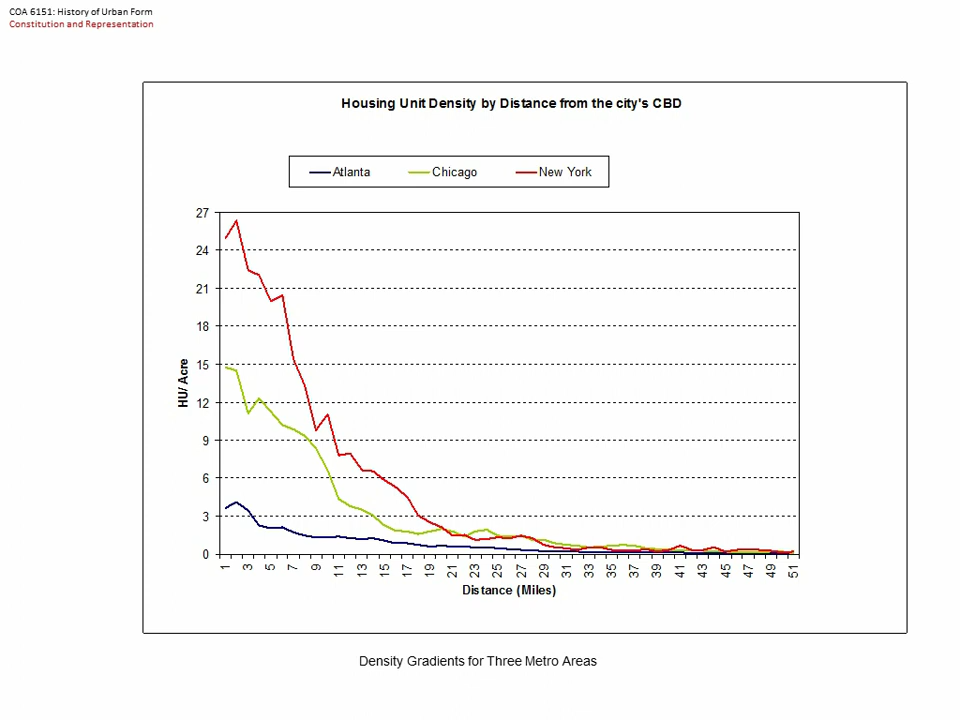 COA 6151: History of Urban Form
Constitution and Representation
Housing Unit Density by Distance from the city's CBD
Atlanta Chicago New York
27
24
21
18
15
12
9
6
3
0
HU/ Acre
1 3 5 7 9 11 13 15 17 19 21 23 25 27 29 31 33 35 37 39 41 43 45 47 49 51
Distance (Miles)
Density Gradients for Three Metro Areas